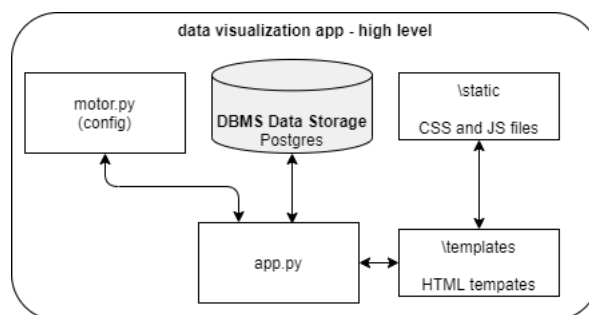 data visualization app - high level
motor.py
(config)
DBMS Data Storage
Postgres
\static
CSS and JS files
app.py
\templates
HTML tempates